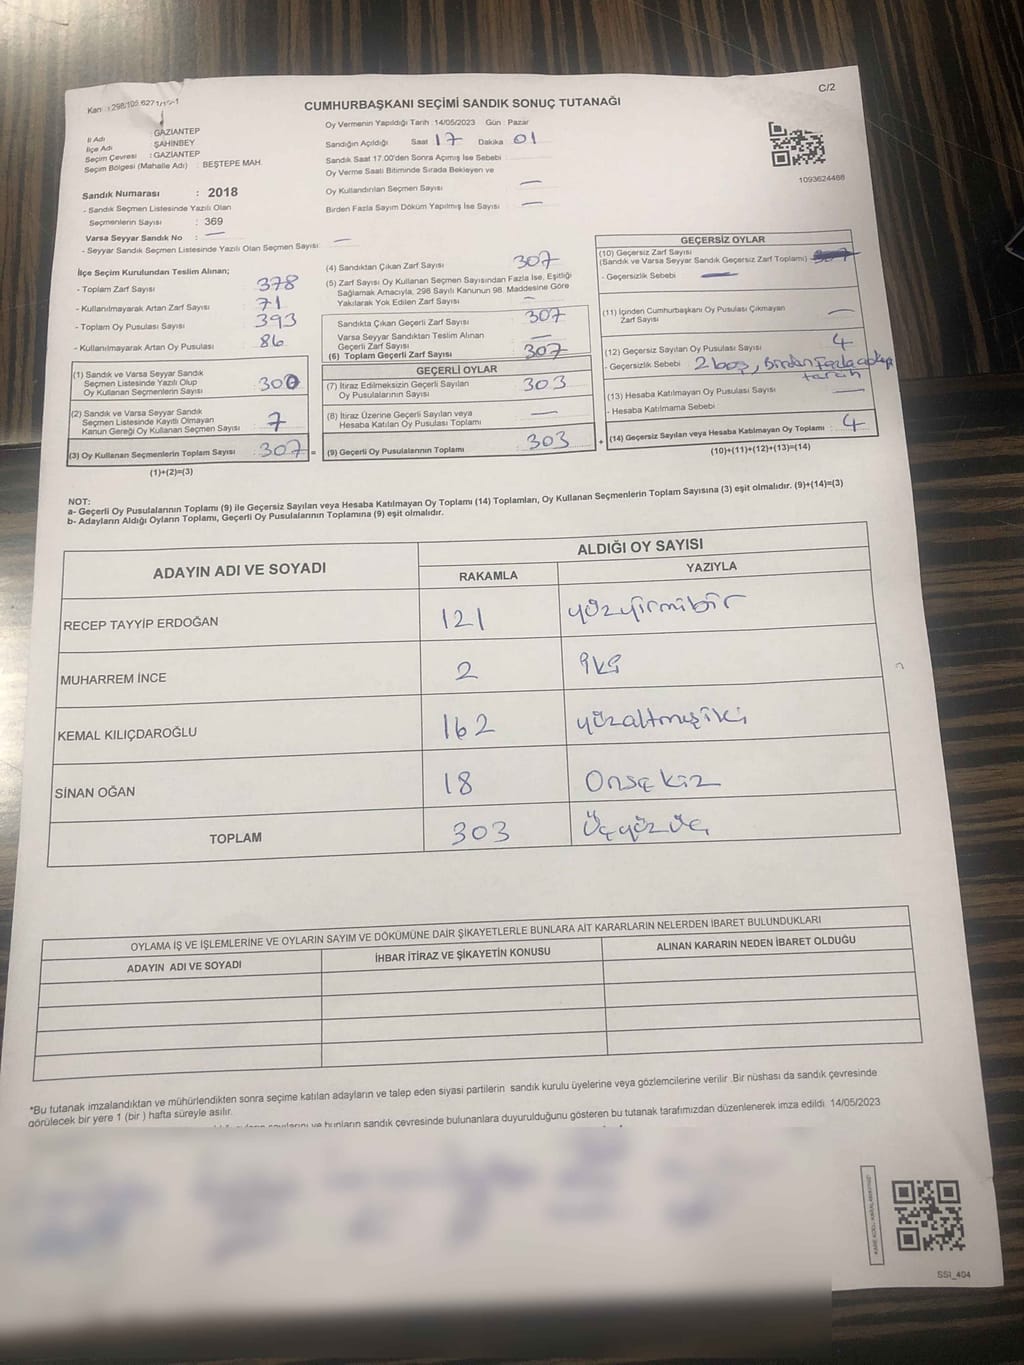 C/2
CUMHURBAŞKANI SEÇİMİ SANDIK SONUÇ TUTANAĞI
İl Adı : GAZİANTEP
İlçe Adı : ŞAHİNBEY
Seçim Çevresi : GAZİANTEP
Seçim Bölgesi (Mahalle Adı) : BEŞTEPE MAH.
Sandık Numarası : 2018
- Sandık Seçmen Listesinde Yazılı Olan
Seçmenlerin Sayısı : 369
Varsa Seyyar Sandık No : —
- Seyyar Sandık Seçmen Listesinde Yazılı Olan Seçmen Sayısı: —
Oy Vermenin Yapıldığı Tarih :14/05/2023 Gün : Pazar
Sandığın Açıldığı Saat 17 Dakika 01
Sandık Saat 17.00'den Sonra Açımış İse Sebebi :
Oy Verme Saati Bitiminde Sırada Bekleyen ve
Oy Kullandırılan Seçmen Sayısı —
Birden Fazla Sayım Döküm Yapılmış İse Sayısı —
1093624488
İlçe Seçim Kurulundan Teslim Alınan;
- Toplam Zarf Sayısı : 378
- Kullanılmayarak Artan Zarf Sayısı : 71
- Toplam Oy Pusulası Sayısı : 393
- Kullanılmayarak Artan Oy Pusulası : 86
(1) Sandık ve Varsa Seyyar Sandık
Seçmen Listesinde Yazılı Olup
Oy Kullanan Seçmenlerin Sayısı : 300
(2) Sandık ve Varsa Seyyar Sandık
Seçmen Listesinde Kayıtlı Olmayan
Kanun Gereği Oy Kullanan Seçmen Sayısı : 7
(3) Oy Kullanan Seçmenlerin Toplam Sayısı : 307 =
(1)+(2)=(3)
(4) Sandıktan Çıkan Zarf Sayısı 307
(5) Zarf Sayısı Oy Kullanan Seçmen Sayısından Fazla İse, Eşitliği
Sağlamak Amacıyla, 298 Sayılı Kanunun 98. Maddesine Göre
Yakılarak Yok Edilen Zarf Sayısı —
Sandıkta Çıkan Geçerli Zarf Sayısı 307
Varsa Seyyar Sandıktan Teslim Alınan
Geçerli Zarf Sayısı —
(6) Toplam Geçerli Zarf Sayısı 307
GEÇERLİ OYLAR
(7) İtiraz Edilmeksizin Geçerli Sayılan
Oy Pusulalarının Sayısı 303
(8) İtiraz Üzerine Geçerli Sayılan veya
Hesaba Katılan Oy Pusulası Toplamı —
(9) Geçerli Oy Pusulalarının Toplamı 303 +
GEÇERSİZ OYLAR
(10) Geçersiz Zarf Sayısı
(Sandık ve Varsa Seyyar Sandık Geçersiz Zarf Toplamı)
- Geçersizlik Sebebi —
(11) İçinden Cumhurbaşkanı Oy Pusulası Çıkmayan
Zarf Sayısı —
(12) Geçersiz Sayılan Oy Pusulası Sayısı 4
- Geçersizlik Sebebi 2 boş, Birden Fazla
(13) Hesaba Katılmayan Oy Pusulası Sayısı —
- Hesaba Katılmama Sebebi
(14) Geçersiz Sayılan veya Hesaba Katılmayan Oy Toplamı : 4
(10)+(11)+(12)+(13)=(14)
NOT:
a- Geçerli Oy Pusulalarının Toplamı (9) ile Geçersiz Sayılan veya Hesaba Katılmayan Oy Toplamı (14) Toplamları, Oy Kullanan Seçmenlerin Toplam Sayısına (3) eşit olmalıdır. (9)+(14)=(3)
b- Adayların Aldığı Oyların Toplamı, Geçerli Oy Pusulalarının Toplamına (9) eşit olmalıdır.
ADAYIN ADI VE SOYADI
ALDIĞI OY SAYISI
RAKAMLA YAZIYLA
RECEP TAYYİP ERDOĞAN 121 yüzyirmibir
MUHARREM İNCE 2 iki
KEMAL KILIÇDAROĞLU 162 yüzaltmışiki
SİNAN OĞAN 18 Onsekiz
TOPLAM 303 Üçyüzüç
OYLAMA İŞ VE İŞLEMLERİNE VE OYLARIN SAYIM VE DÖKÜMÜNE DAİR ŞİKAYETLERLE BUNLARA AİT KARARLARIN NELERDEN İBARET BULUNDUKLARI
ADAYIN ADI VE SOYADI İHBAR İTİRAZ VE ŞİKAYETİN KONUSU ALINAN KARARIN NEDEN İBARET OLDUĞU
*Bu tutanak imzalandıktan ve mühürlendikten sonra seçime katılan adayların ve talep eden siyasi partilerin sandık kurulu üyelerine veya gözlemcilerine verilir .Bir nüshası da sandık çevresinde
görülecek bir yere 1 (bir ) hafta süreyle asılır.
ve bunların sandık çevresinde bulunanlara duyurulduğunu gösteren bu tutanak tarafımızdan düzenlenerek imza edildi. 14/05/2023
SSI_404